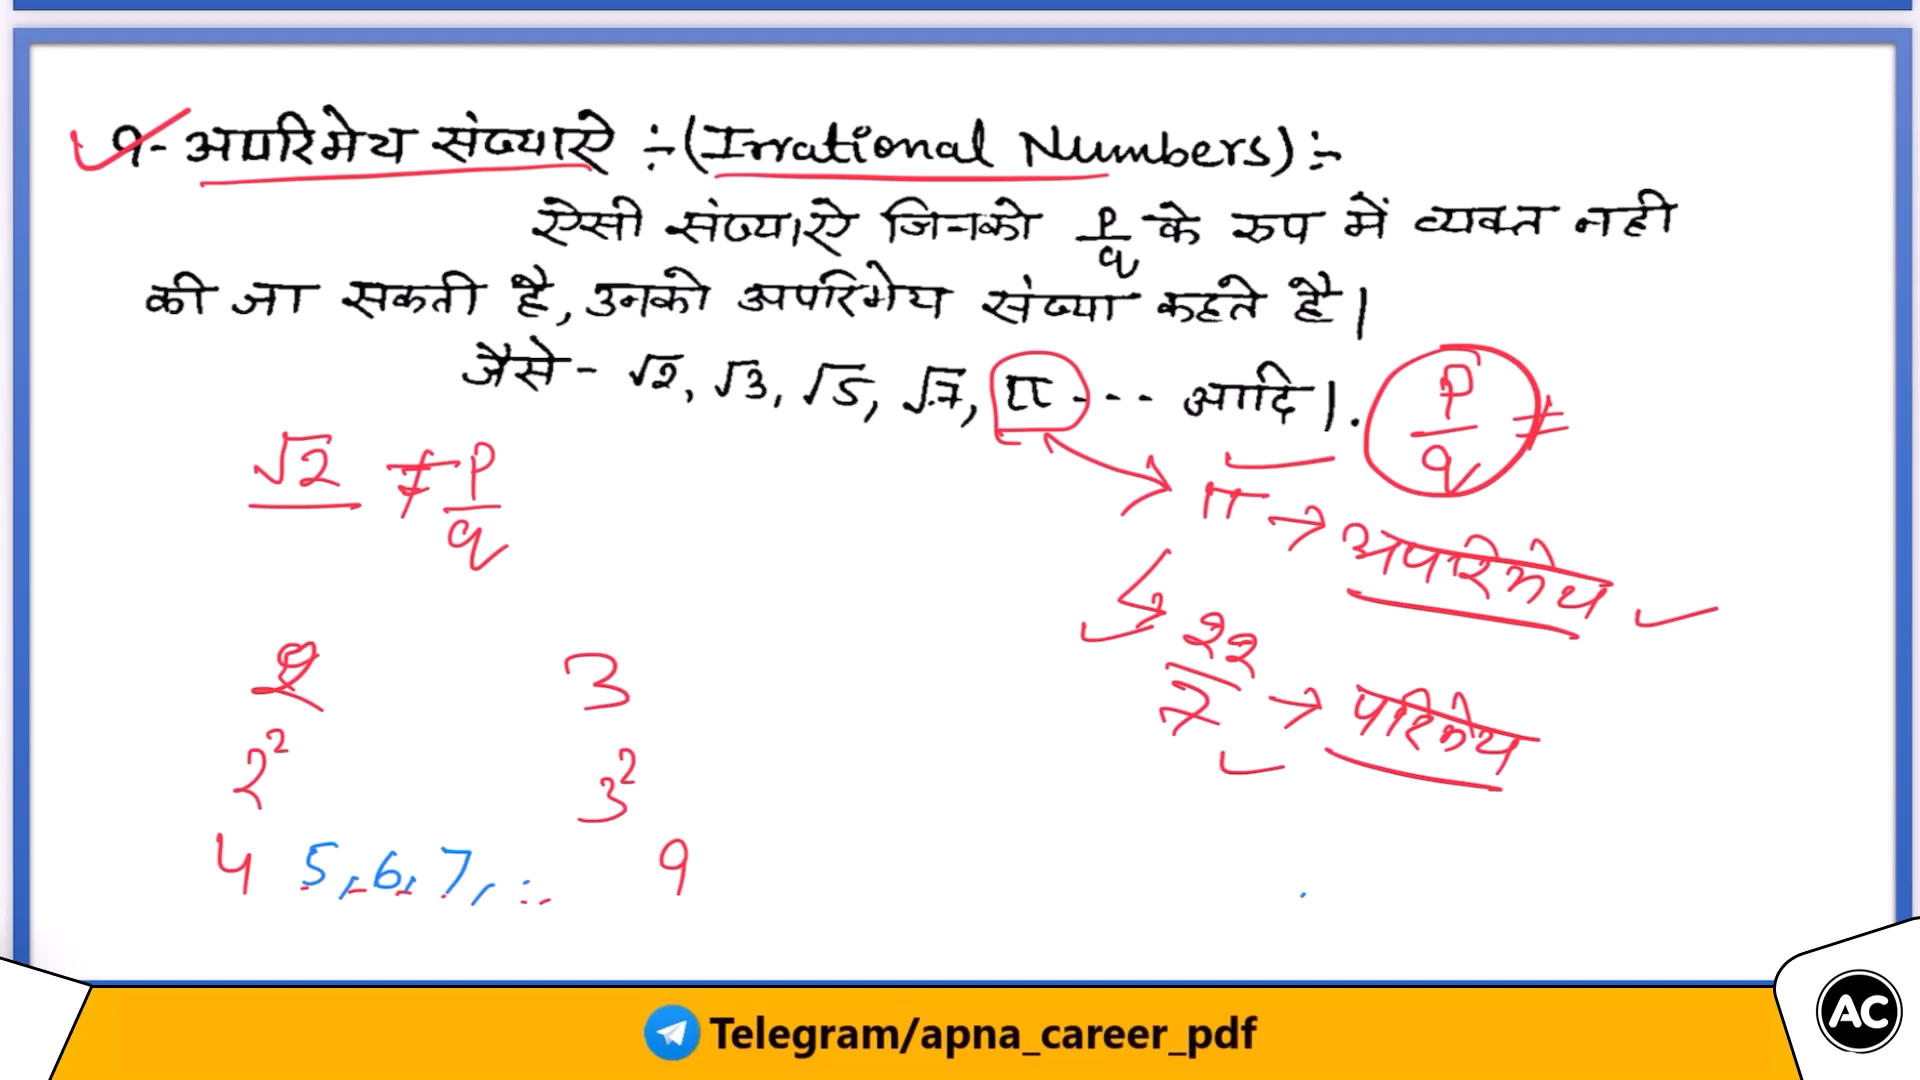 9- अपरिमेय संख्याऐ ÷ (Irrational Numbers) :-
ऐसी संख्याऐ जिनको p/q के रुप में व्यक्त नही
की जा सकती है, उनको अपरिमेय संख्या कहते है।
जैसे - √2, √3, √5, √7, π --- आदि।.
p/q ≠
√2 ≠ p/q
π → अपरिमेय
↳ 22/7 → परिमेय
2 3
2² 3²
4 5, 6, 7, ... 9
Telegram/apna_career_pdf
AC